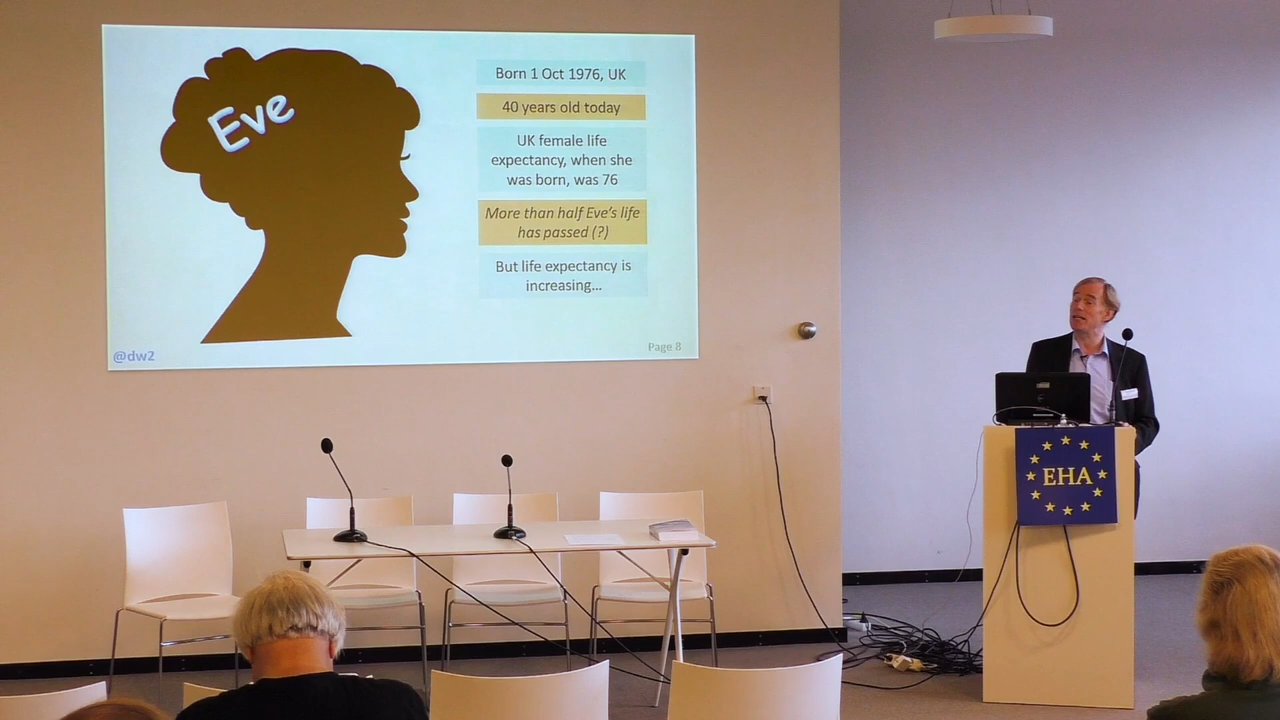 Eve
Born 1 Oct 1976, UK
40 years old today
UK female life
expectancy, when she
was born, was 76
More than half Eve's life
has passed (?)
But life expectancy is
increasing...
@dw2
Page 8
EHA